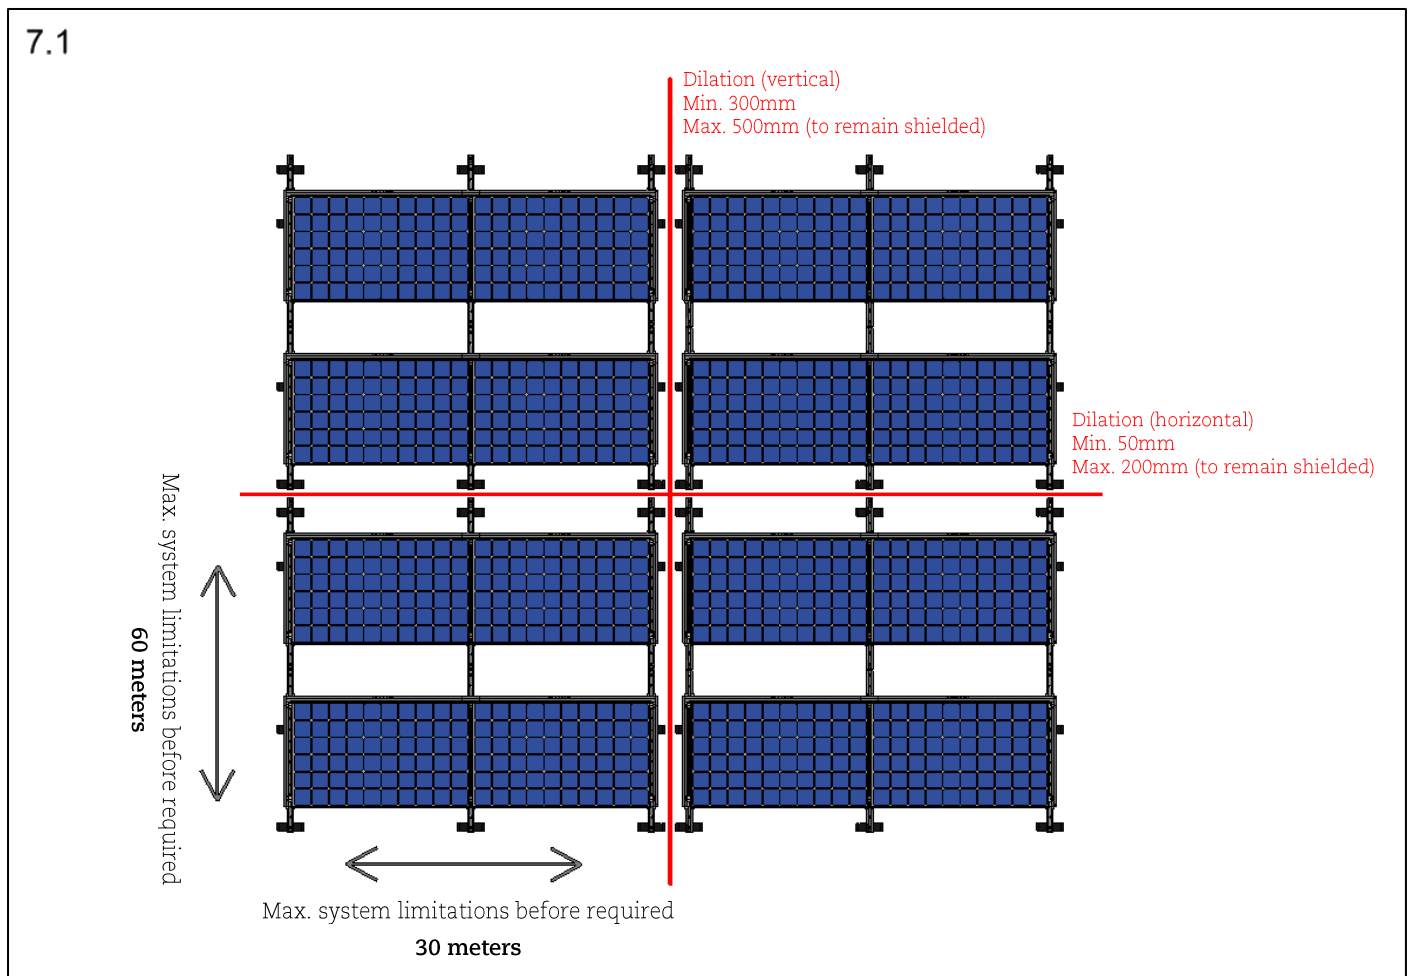 7.1
Dilation (vertical)
Min. 300mm
Max. 500mm (to remain shielded)
Dilation (horizontal)
Min. 50mm
Max. 200mm (to remain shielded)
Max. system limitations before required
60 meters
Max. system limitations before required
30 meters